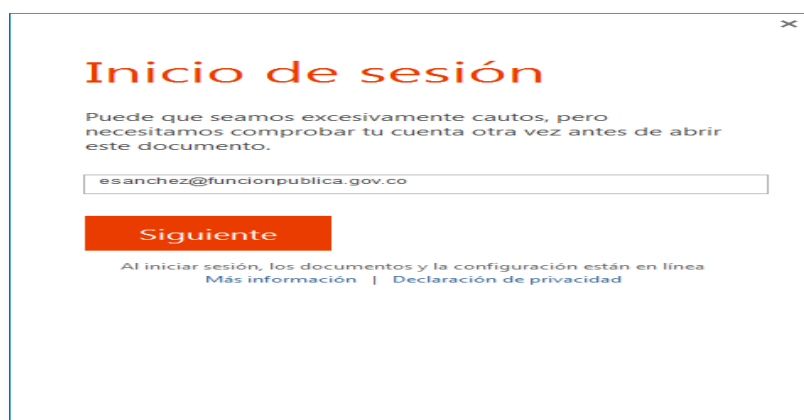 Inicio de sesión
Puede que seamos excesivamente cautos, pero
necesitamos comprobar tu cuenta otra vez antes de abrir
este documento.
esanchez@funcionpublica.gov.co
Siguiente
Al iniciar sesión, los documentos y la configuración están en línea
Más información | Declaración de privacidad